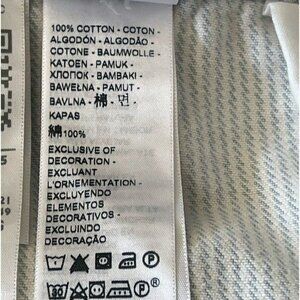 100% COTTON - COTON -
ALGODÓN - ALGODÃO -
COTONE - BAUMWOLLE -
KATOEN - PAMUK -
ХЛОПОК - BAMBAKI -
BAWEŁNA - PAMUT -
BAVLNA - 棉 - 면 -
KAPAS
綿100%
EXCLUSIVE OF
DECORATION -
EXCLUANT
L'ORNEMENTATION -
EXCLUYENDO
ELEMENTOS
DECORATIVOS -
EXCLUINDO
DECORAÇÃO